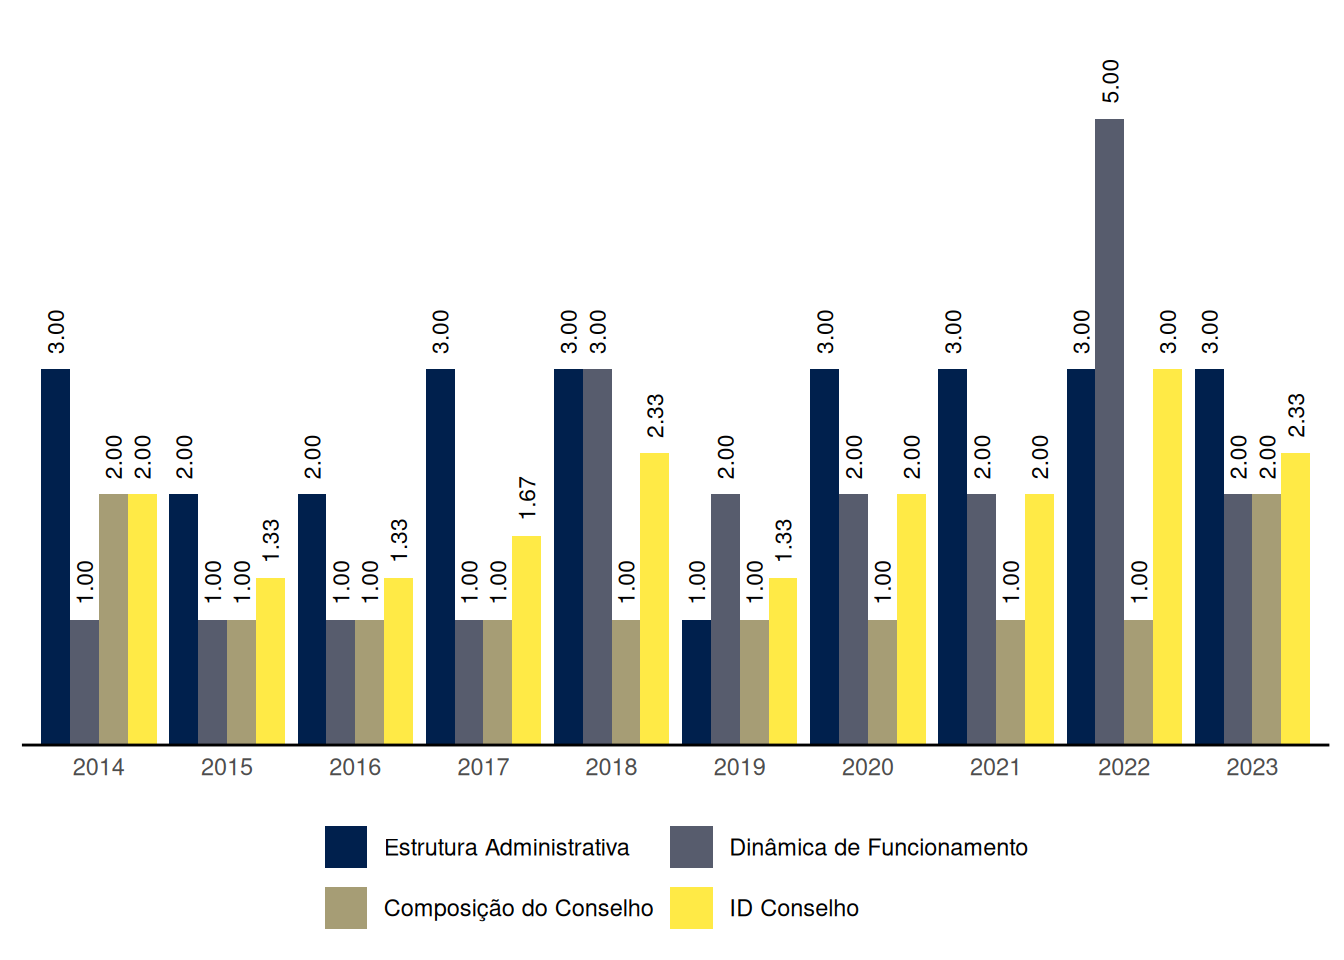 5.00
3.00 3.00 3.00 3.00 3.00 3.00 3.00 3.00 3.00
2.33 2.33
2.00 2.00 2.00 2.00 2.00 2.00 2.00 2.00 2.00 2.00 2.00
1.67
1.33 1.33 1.33
1.00 1.00 1.00 1.00 1.00 1.00 1.00 1.00 1.00 1.00 1.00 1.00 1.00
2014 2015 2016 2017 2018 2019 2020 2021 2022 2023
Estrutura Administrativa Dinâmica de Funcionamento
Composição do Conselho ID Conselho